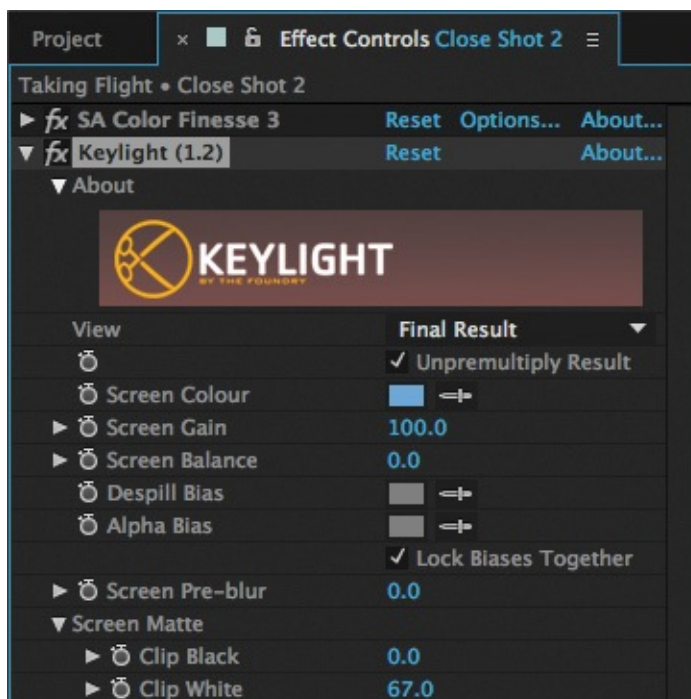 Project × Effect Controls Close Shot 2
Taking Flight • Close Shot 2
fx SA Color Finesse 3 Reset Options... About...
fx Keylight (1.2) Reset About...
About
KEYLIGHT
BY THE FOUNDRY
View Final Result
Unpremultiply Result
Screen Colour
Screen Gain 100.0
Screen Balance 0.0
Despill Bias
Alpha Bias
Lock Biases Together
Screen Pre-blur 0.0
Screen Matte
Clip Black 0.0
Clip White 67.0